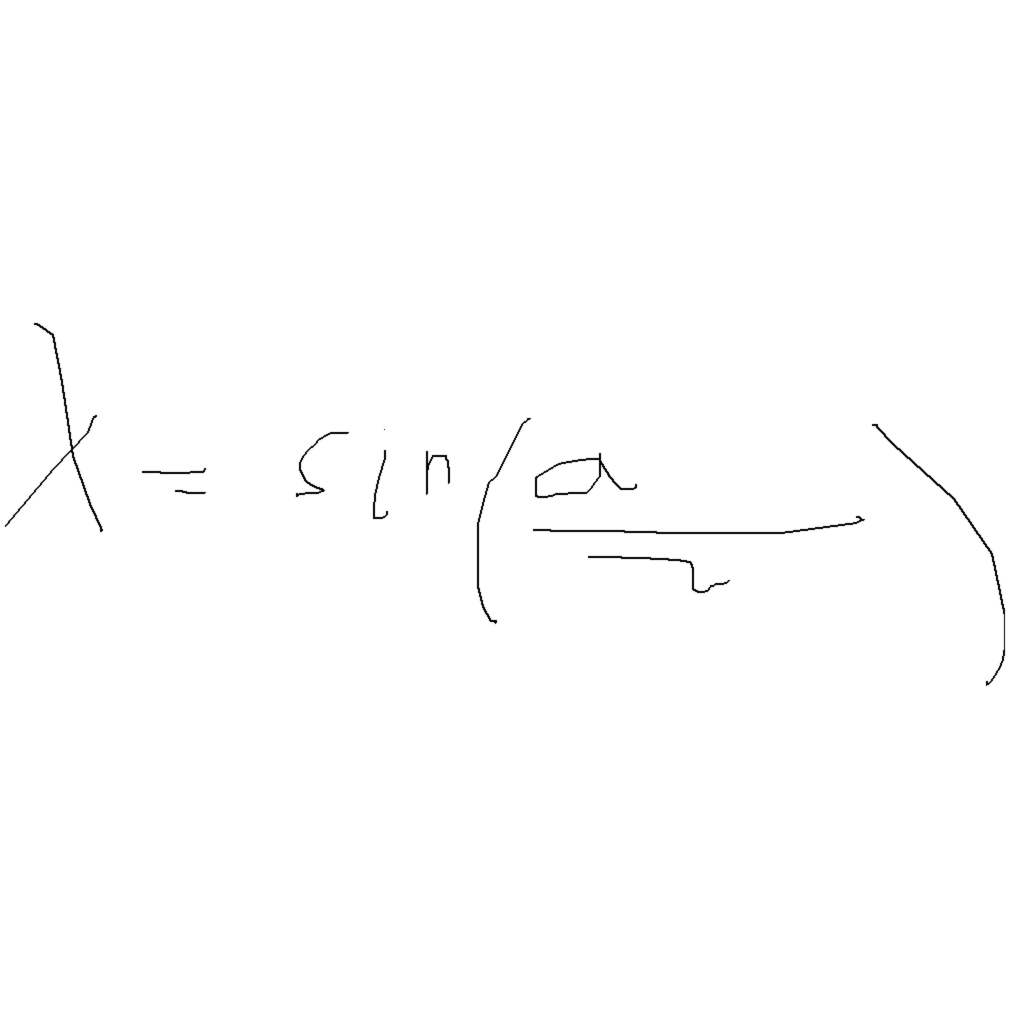 X = sin(a